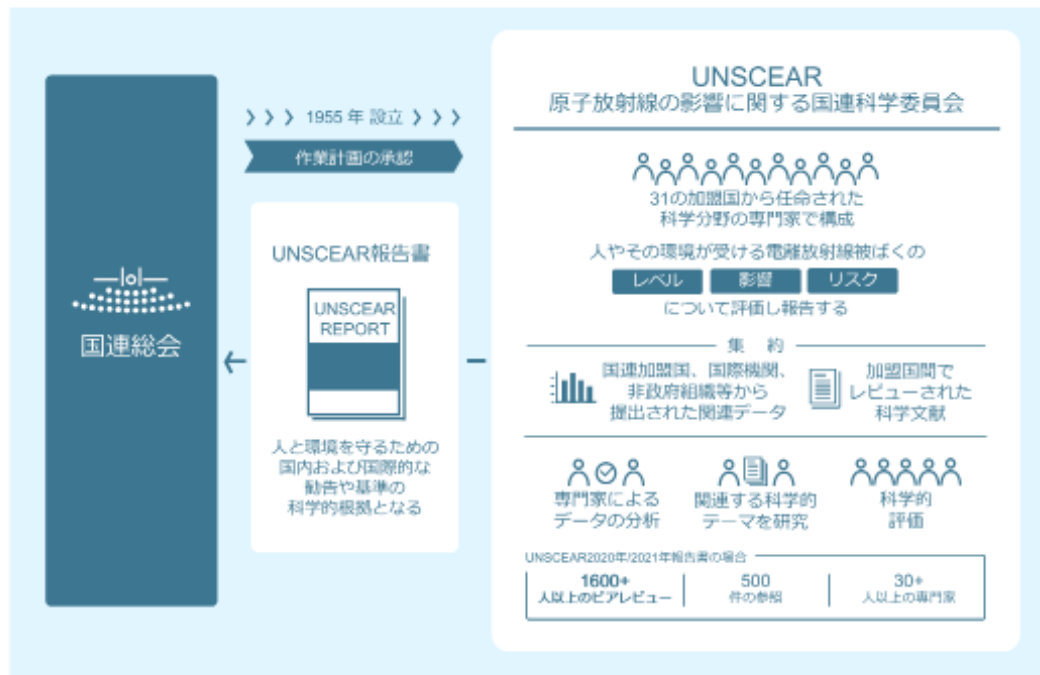 国連総会
1955年 設立
作業計画の承認
UNSCEAR報告書
UNSCEAR
REPORT
人と環境を守るための
国内および国際的な
勧告や基準の
科学的根拠となる
UNSCEAR
原子放射線の影響に関する国連科学委員会
31の加盟国から任命された
科学分野の専門家で構成
人やその環境が受ける電離放射線被ばくの
レベル 影響 リスク
について評価し報告する
集 約
国連加盟国、国際機関、
非政府組織等から
提出された関連データ
加盟国間で
レビューされた
科学文献
専門家による
データの分析
関連する科学的
テーマを研究
科学的
評価
UNSCEAR2020年/2021年報告書の場合
1600+
人以上のピアレビュー
500
件の参照
30+
人以上の専門家